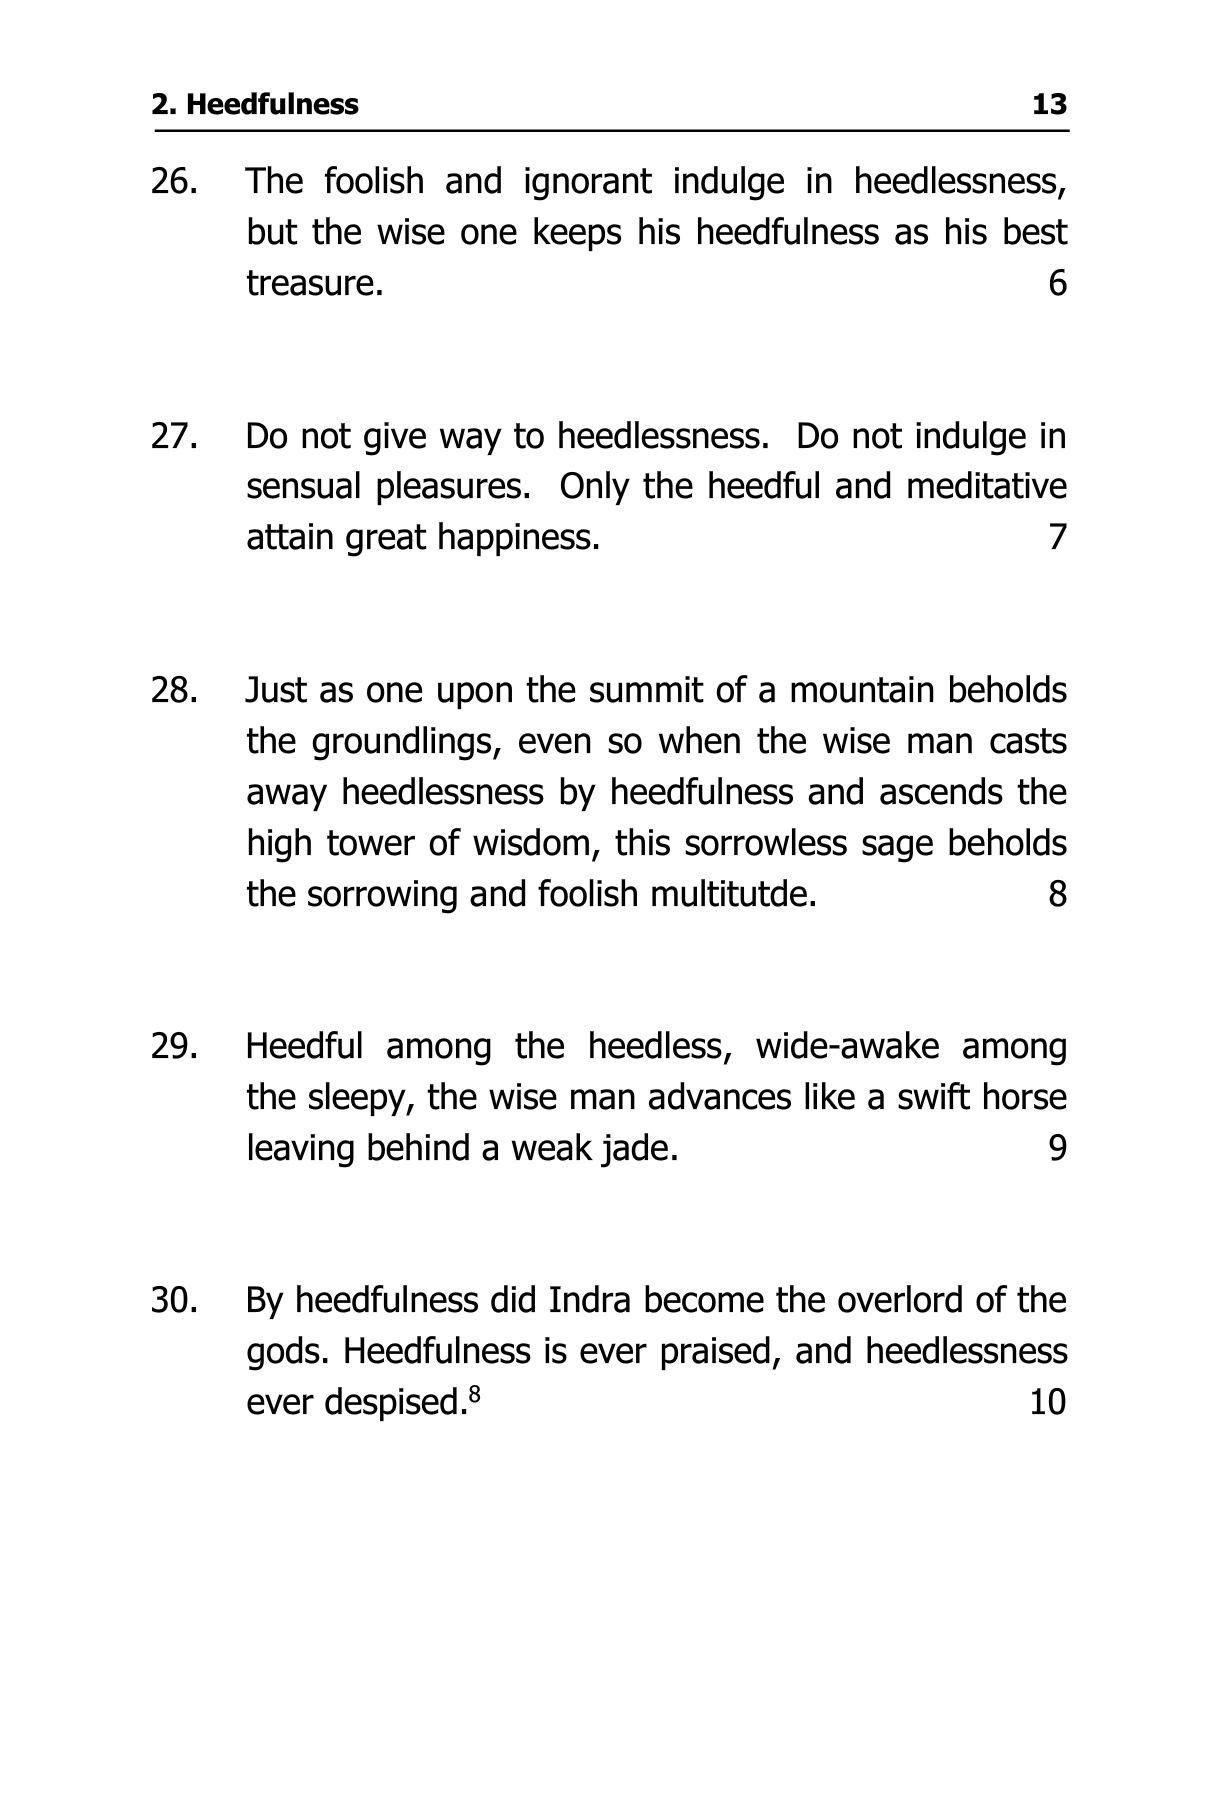 2. Heedfulness 13
26. The foolish and ignorant indulge in heedlessness,
but the wise one keeps his heedfulness as his best
treasure. 6
27. Do not give way to heedlessness. Do not indulge in
sensual pleasures. Only the heedful and meditative
attain great happiness. 7
28. Just as one upon the summit of a mountain beholds
the groundlings, even so when the wise man casts
away heedlessness by heedfulness and ascends the
high tower of wisdom, this sorrowless sage beholds
the sorrowing and foolish multitutde. 8
29. Heedful among the heedless, wide-awake among
the sleepy, the wise man advances like a swift horse
leaving behind a weak jade. 9
30. By heedfulness did Indra become the overlord of the
gods. Heedfulness is ever praised, and heedlessness
ever despised.⁸ 10